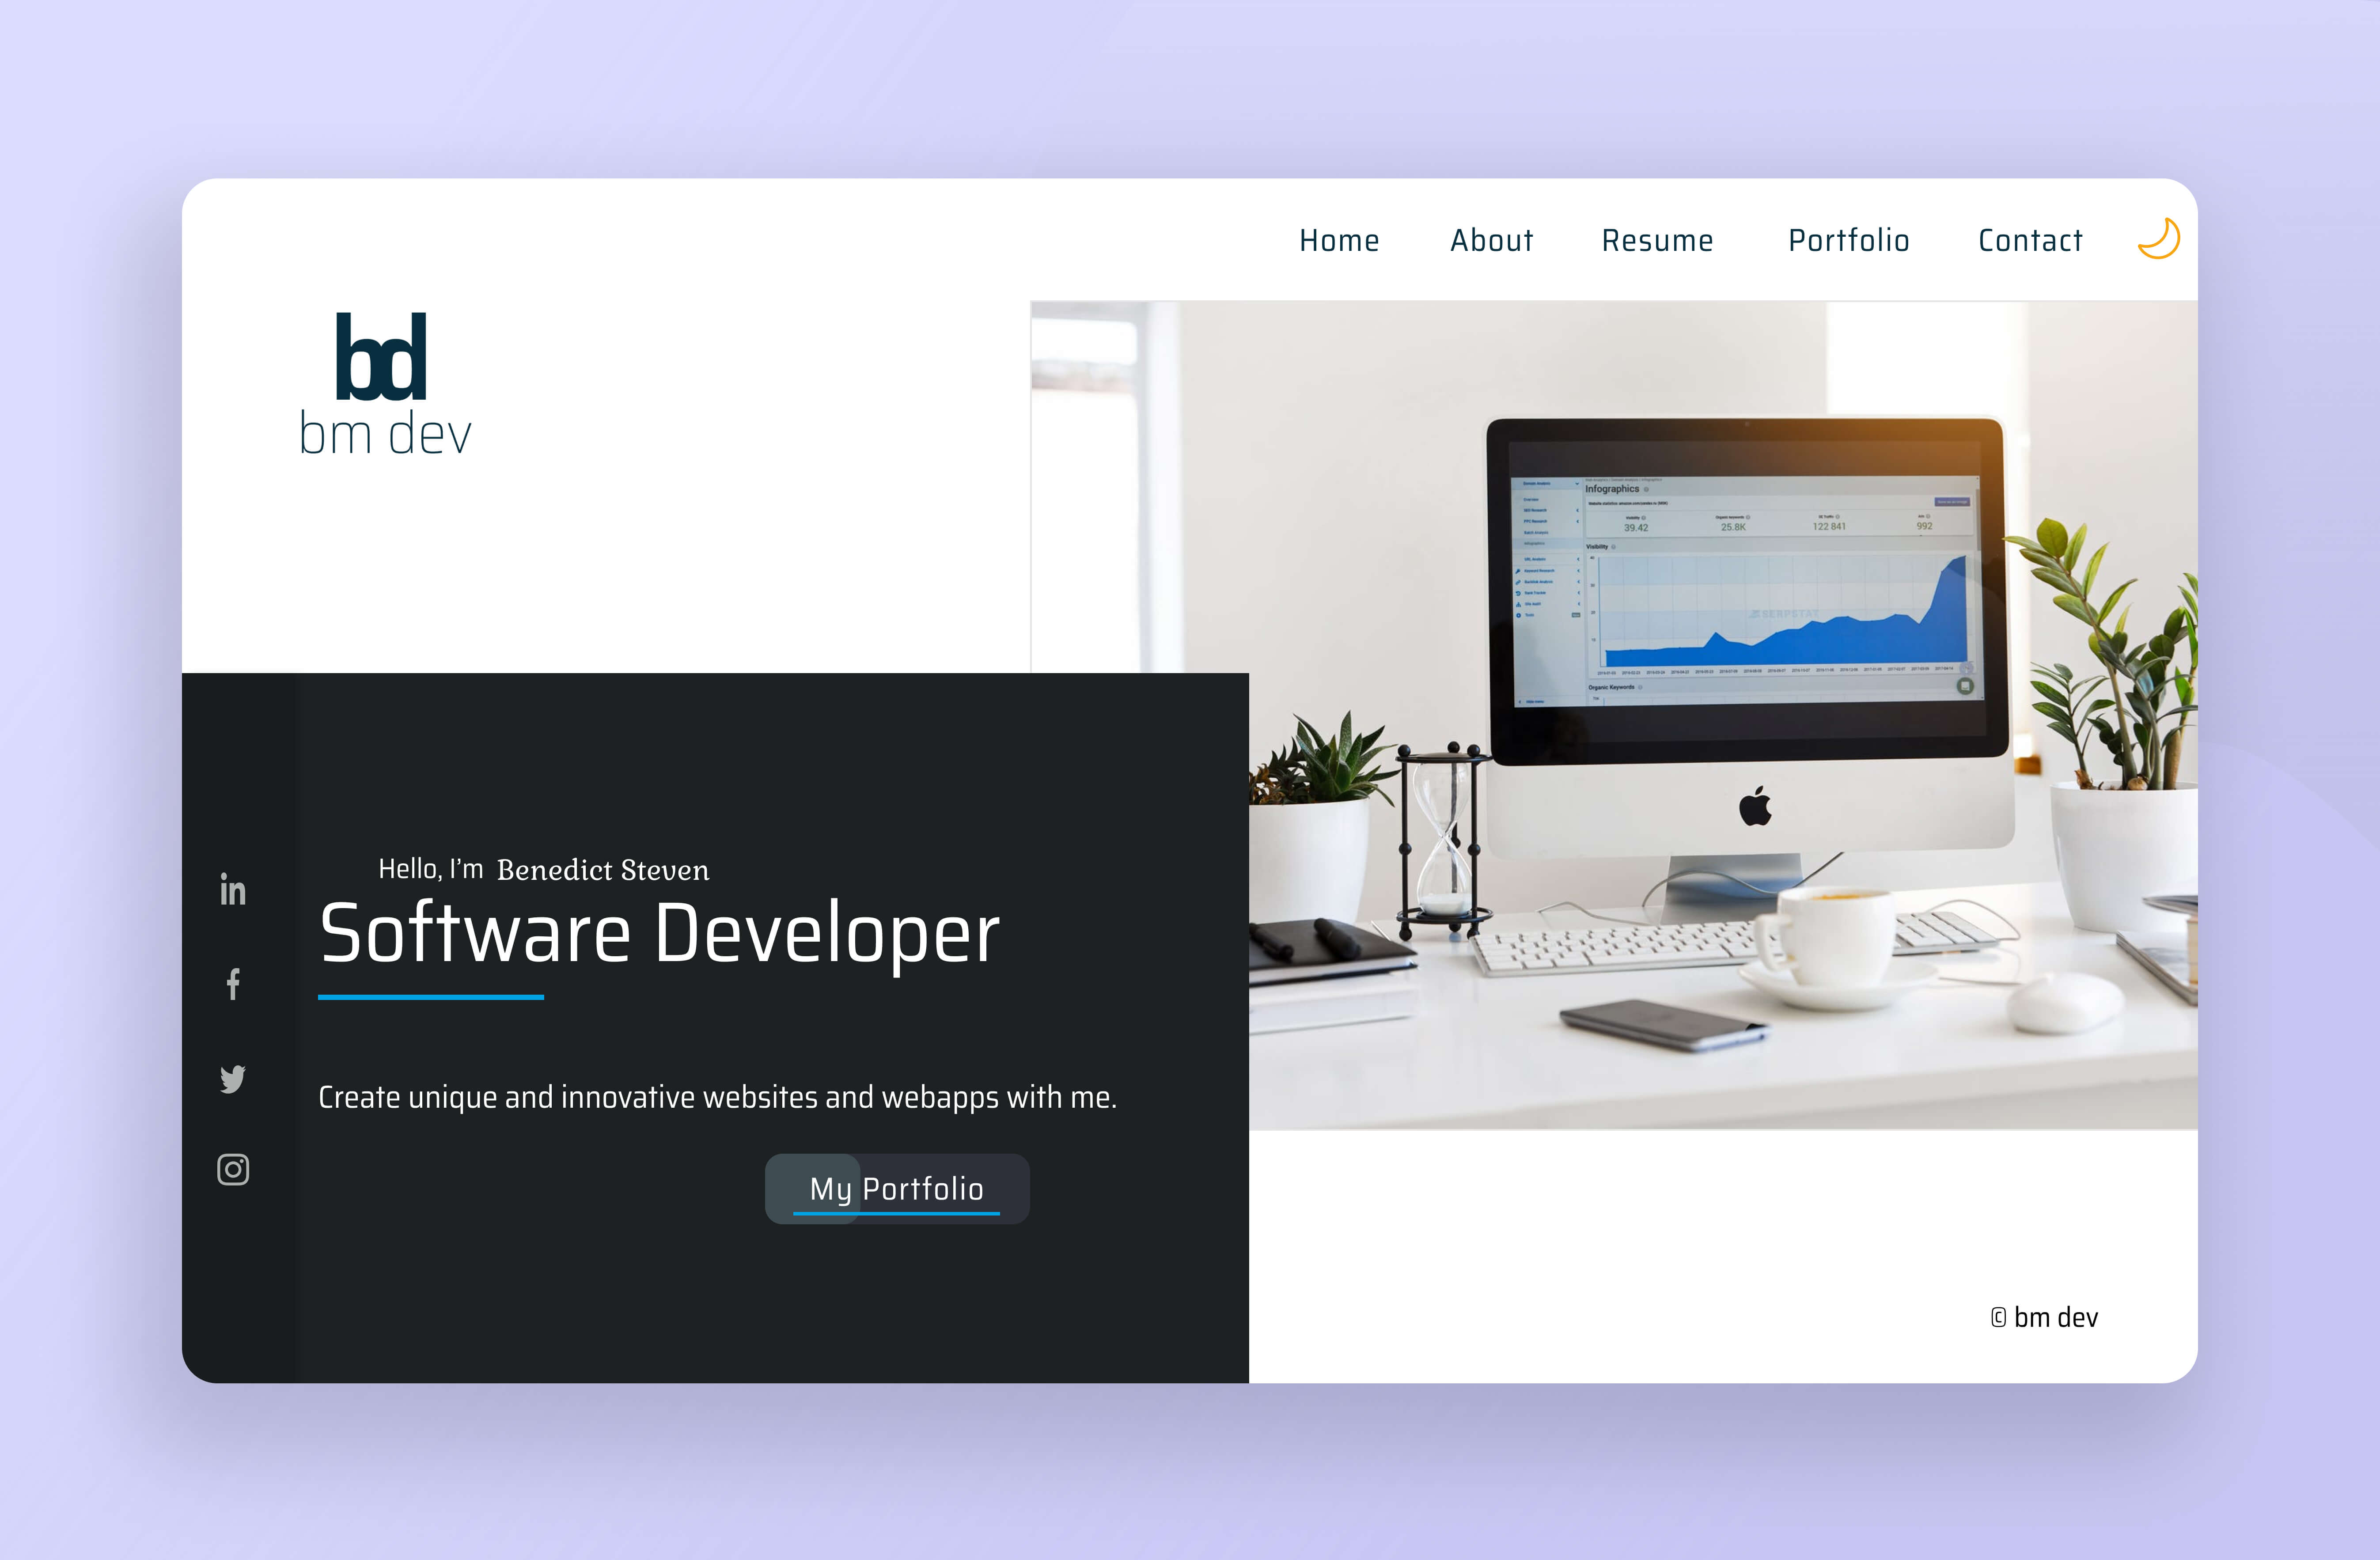 Home About Resume Portfolio Contact
bd
bm dev
Infographics
39.42 25.8K 122 841 992
Visibility
SERPSTAT
Organic Keywords
Hello, I'm Benedict Steven
Software Developer
Create unique and innovative websites and webapps with me.
My Portfolio
© bm dev